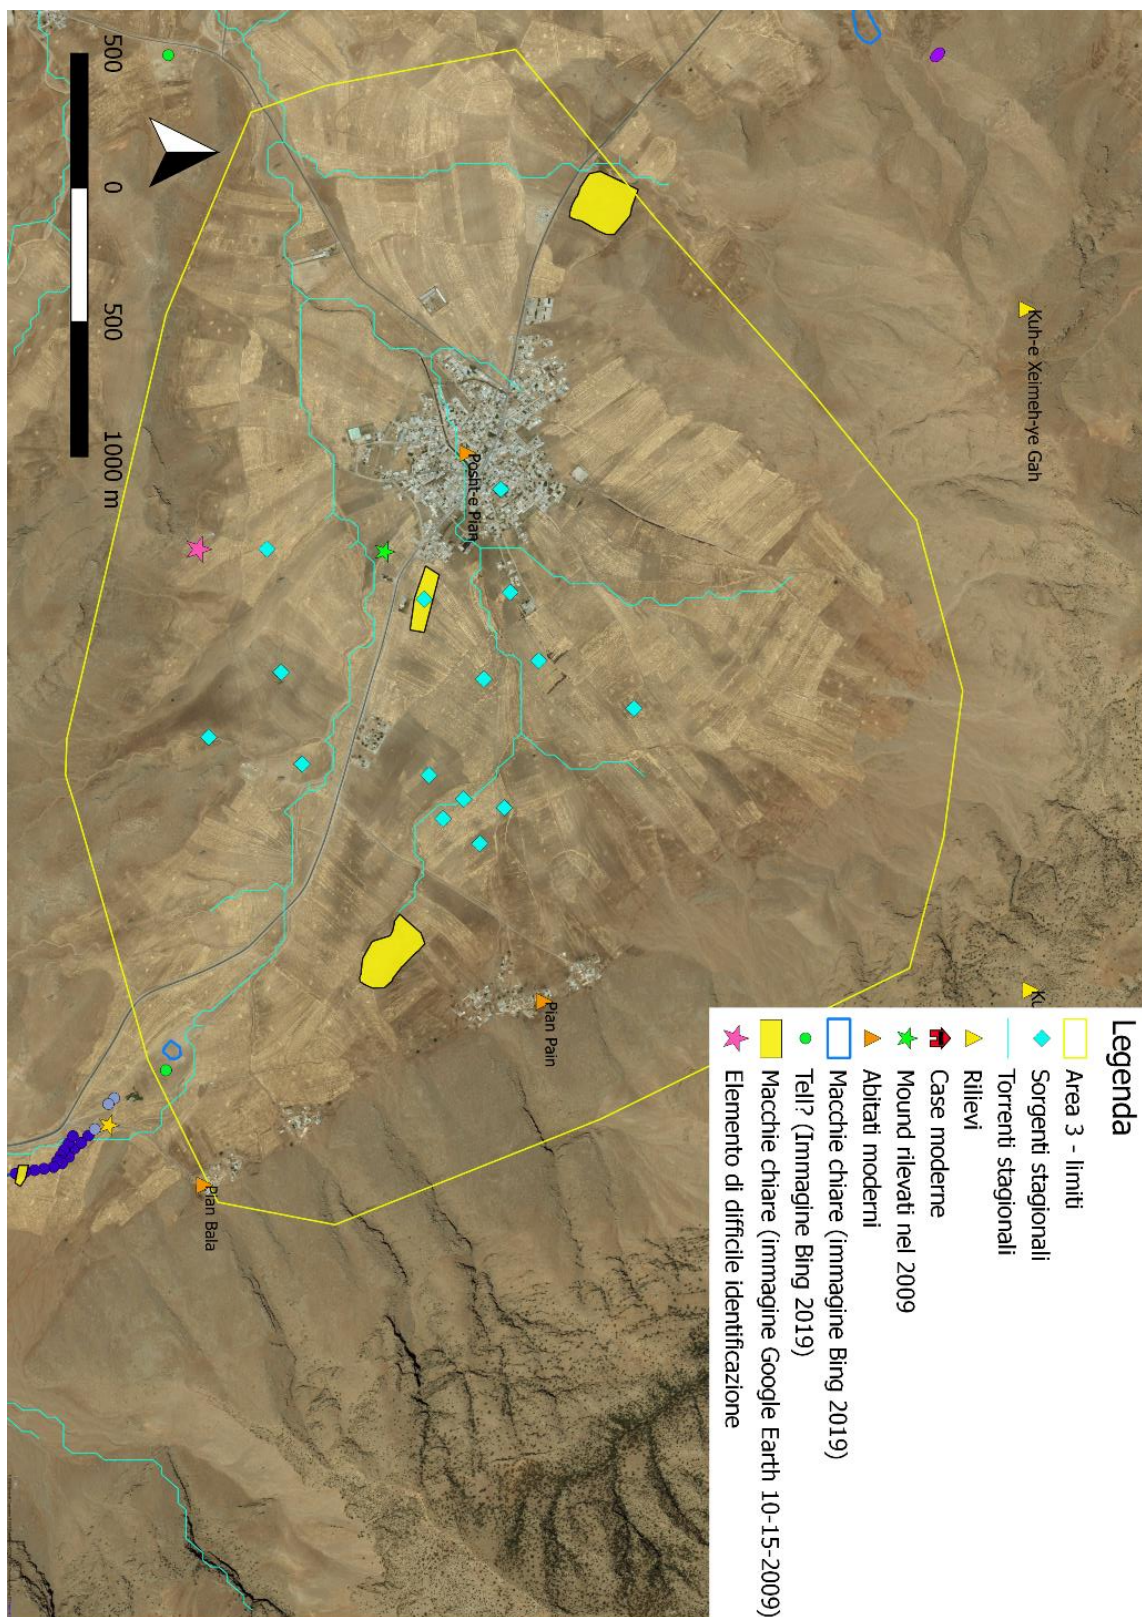 500
0
500
1000 m
Kuh-e Xeimeh-ye Gah
Posht-e Pian
Pian Pain
Pian Bala
Ku
Legenda
Area 3 - limiti
Sorgenti stagionali
Torrenti stagionali
Rilievi
Case moderne
Mound rilevati nel 2009
Abitati moderni
Macchie chiare (immagine Bing 2019)
Tell? (Immagine Bing 2019)
Macchie chiare (immagine Google Earth 10-15-2009)
Elemento di difficile identificazione